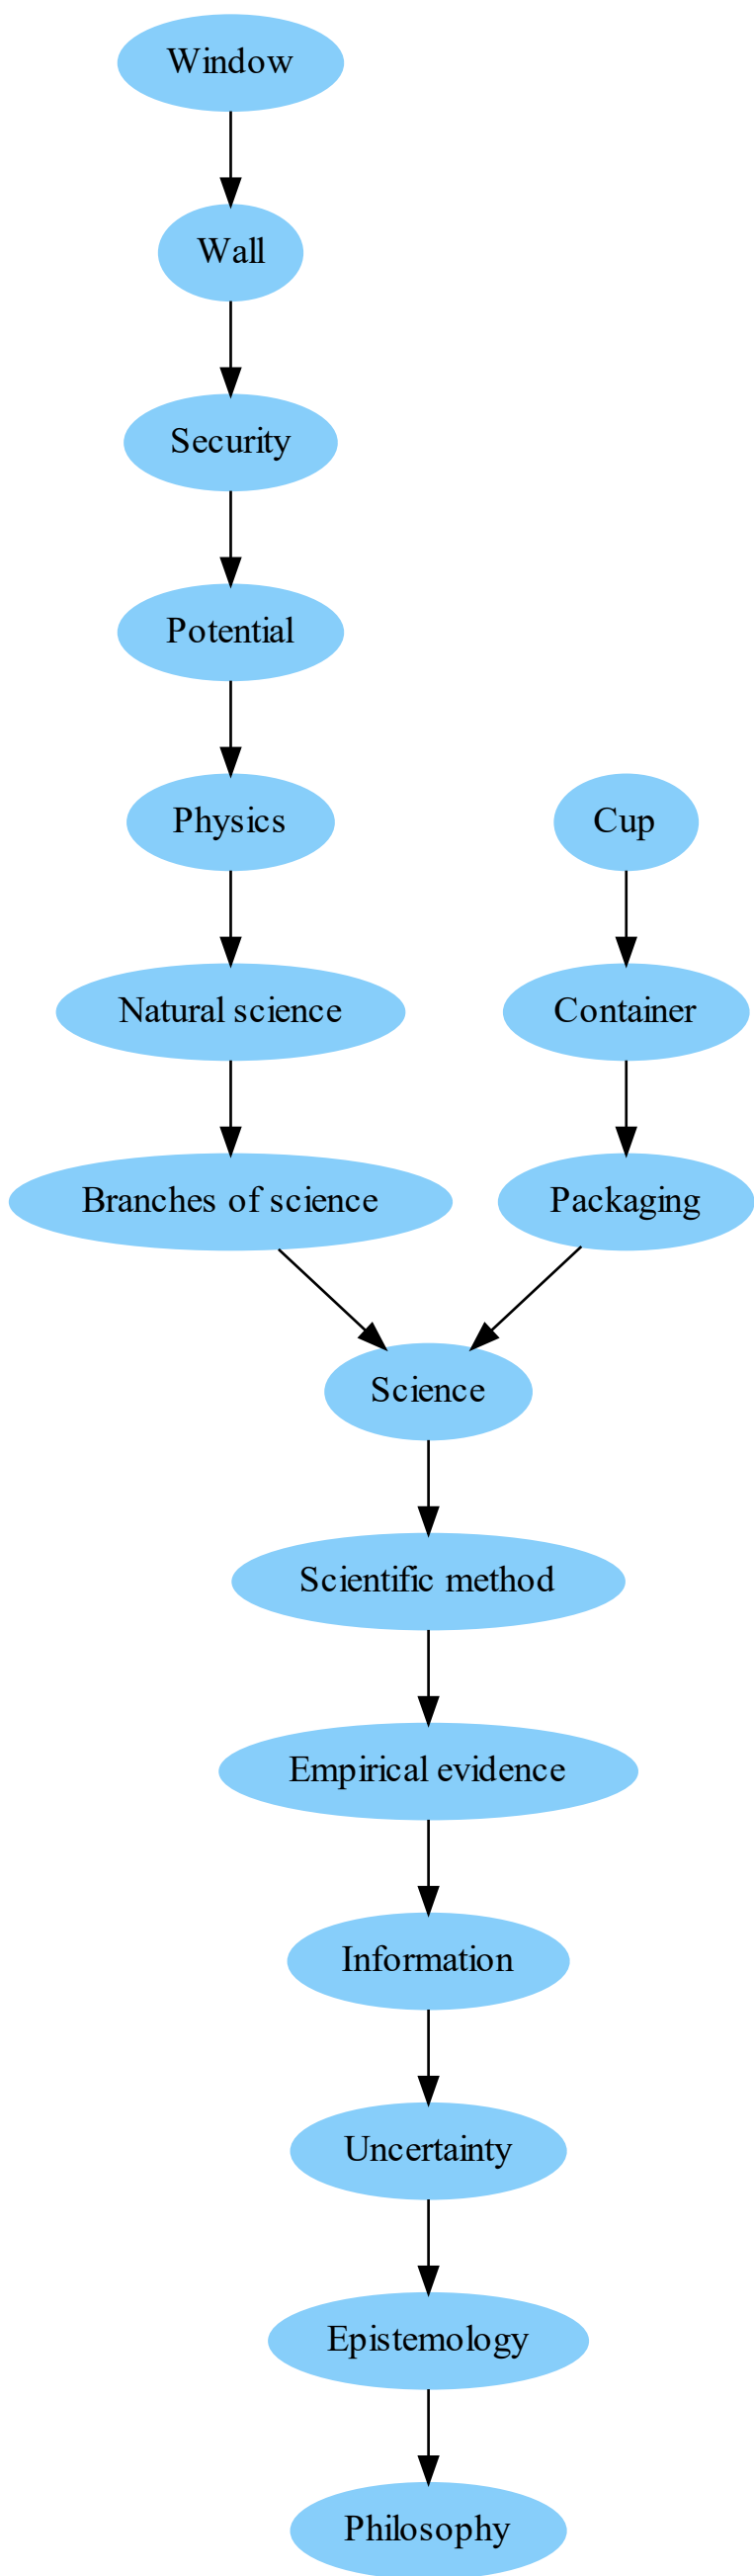 Window
Wall
Security
Potential
Physics
Cup
Natural science
Container
Branches of science
Packaging
Science
Scientific method
Empirical evidence
Information
Uncertainty
Epistemology
Philosophy